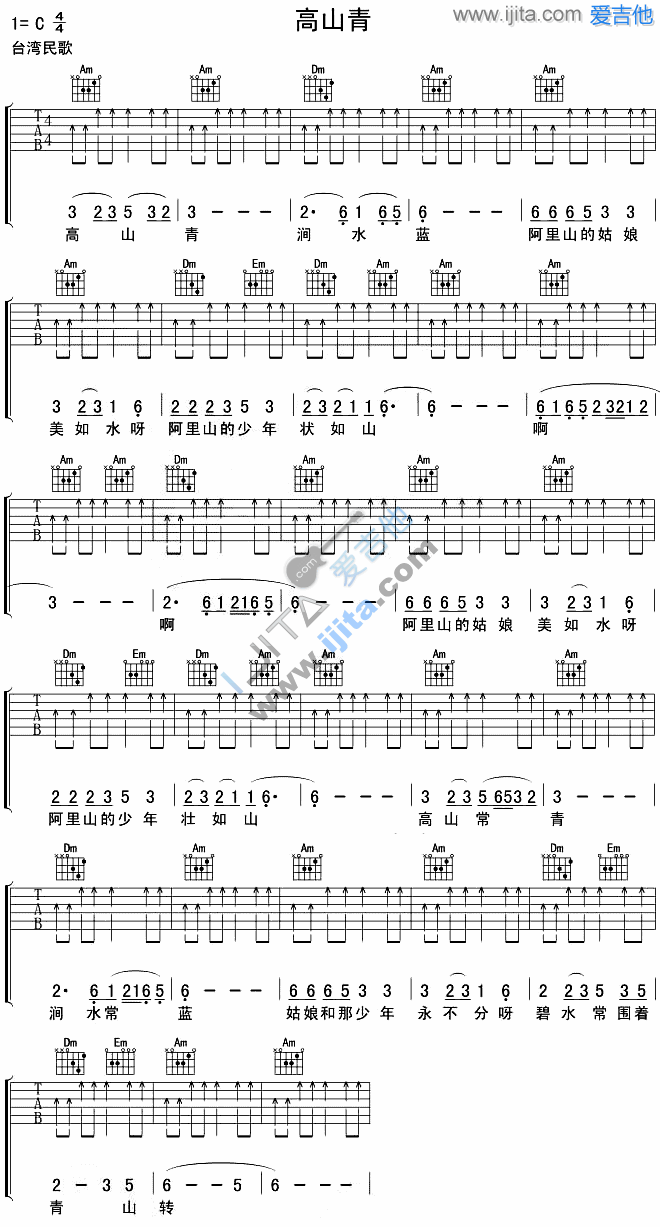 www.ijita.com 爱吉他
1= C 4/4
高山青
台湾民歌
Am Am Dm Am Am
T 4
A 4
B
3 2 3 5 3 2 | 3 - - - | 2· 6 1 6 5 | 6 - - - | 6 6 6 5 3 3
高 山 青 涧 水 蓝 阿里山的姑娘
Am Dm Em Dm Am Am Am
T
A
B
3 2 3 1 6 | 2 2 2 3 5 5 | 2 3 2 1 1 6· | 6 - - - | 6 1 6 5 2 3 2 1 2
美如水呀 阿里山的少年 状如山 啊
Am Am Dm Am Am Am
T
A
B
3 - - - | 2· 6 1 2 1 6 5 | 6 - - - | 6 6 6 5 3 3 | 3 2 3 1 6
啊 阿里山的姑娘 美如水呀
I-JITA 爱吉他
www.ijita.com
Dm Em Dm Am Am Am Am
T
A
B
2 2 2 3 5 3 | 2 3 2 1 1 6· | 6 - - - | 3 2 3 5 6 5 3 2 | 3 - - -
阿里山的少年 壮如山 高山常 青
Dm Am Am Am Dm Em
T
A
B
2· 6 1 2 1 6 5 | 6 - - - | 6 6 6 5 3 3 | 3 2 3 1 6 | 2 2 3 5 3 5
涧 水常 蓝 姑娘和那少年 永不分呀 碧水常围着
Dm Em Am Am
T
A
B
2 - 3 5 | 6 - - 5 | 6 - - -
青 山 转